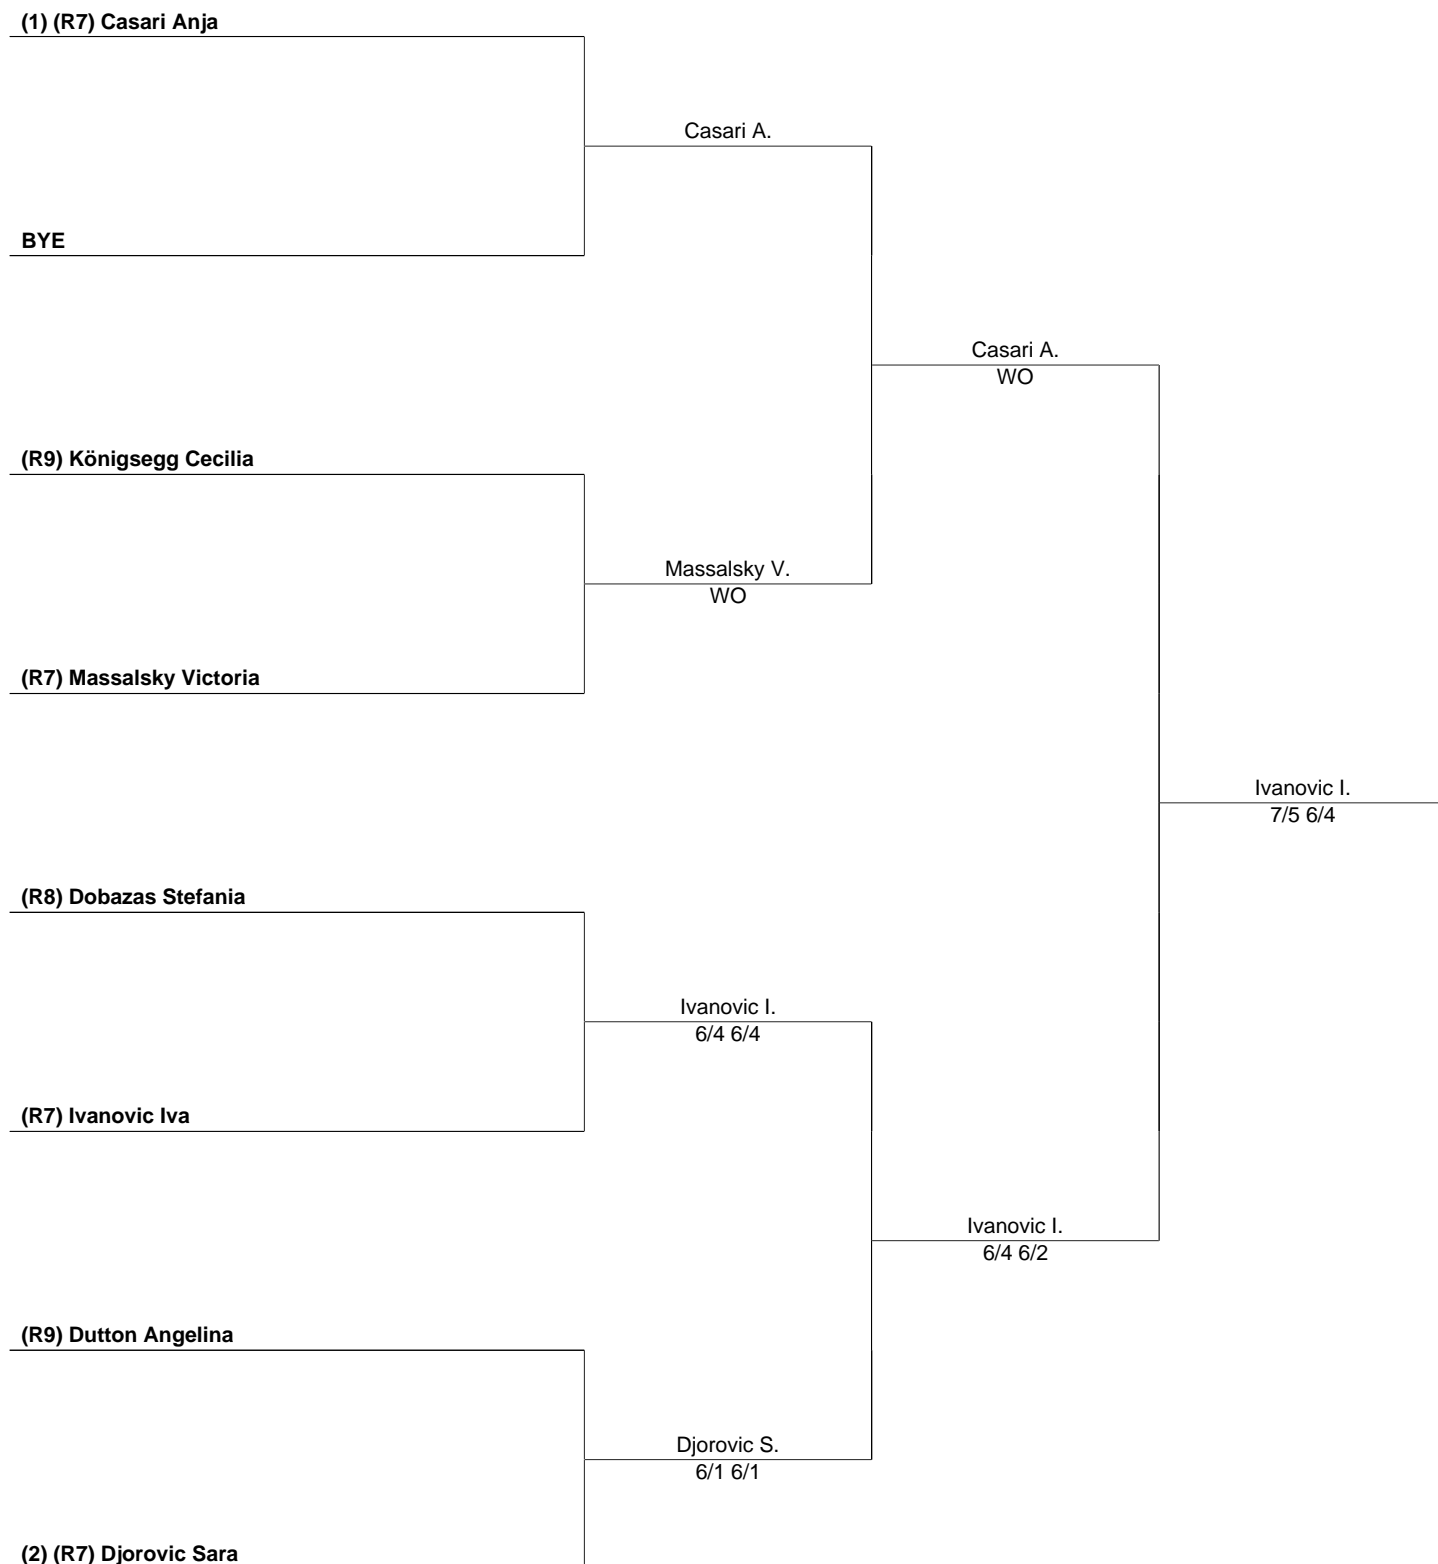 (1) (R7) Casari Anja
Casari A.
BYE
Casari A.
WO
(R9) Königsegg Cecilia
Massalsky V.
WO
(R7) Massalsky Victoria
Ivanovic I.
7/5 6/4
(R8) Dobazas Stefania
Ivanovic I.
6/4 6/4
(R7) Ivanovic Iva
Ivanovic I.
6/4 6/2
(R9) Dutton Angelina
Djorovic S.
6/1 6/1
(2) (R7) Djorovic Sara